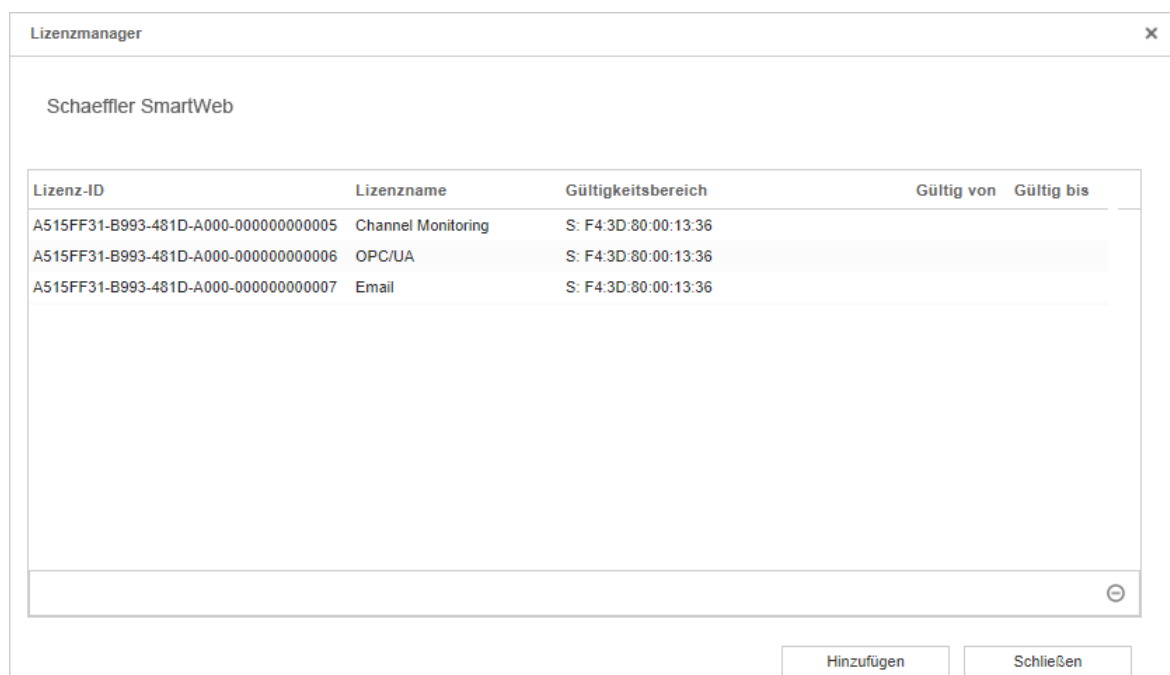 Lizenzmanager
Schaeffler SmartWeb
Lizenz-ID Lizenzname Gültigkeitsbereich Gültig von Gültig bis
A515FF31-B993-481D-A000-000000000005 Channel Monitoring S: F4:3D:80:00:13:36
A515FF31-B993-481D-A000-000000000006 OPC/UA S: F4:3D:80:00:13:36
A515FF31-B993-481D-A000-000000000007 Email S: F4:3D:80:00:13:36
Hinzufügen Schließen